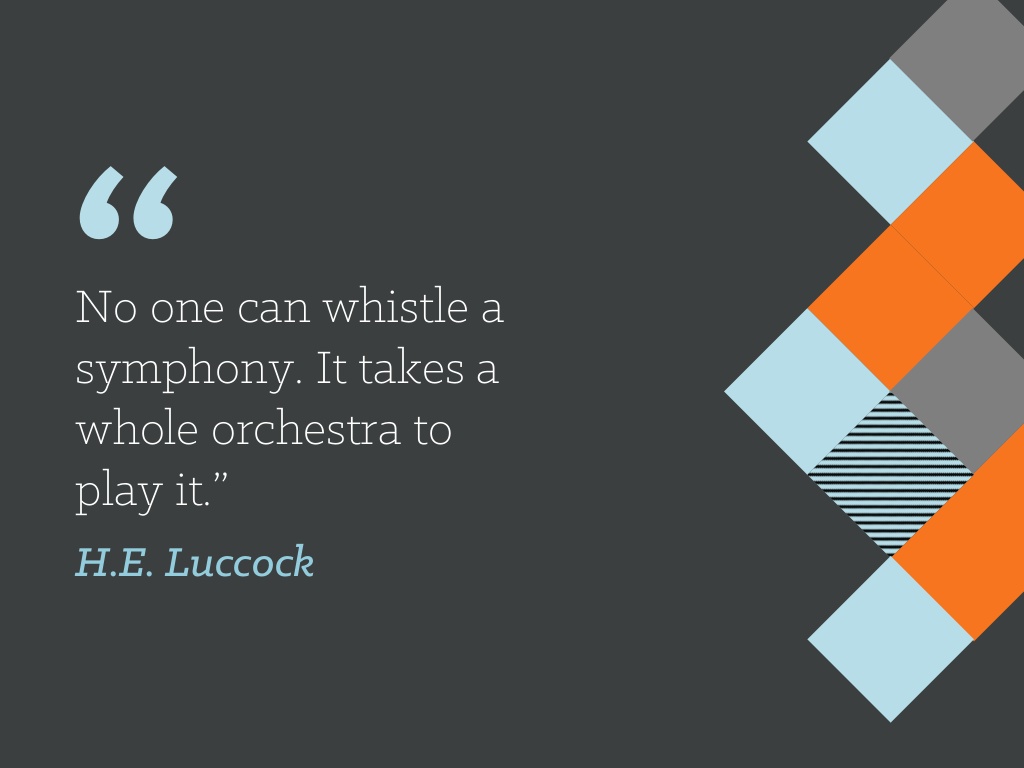 “
No one can whistle a
symphony. It takes a
whole orchestra to
play it.”
H.E. Luccock